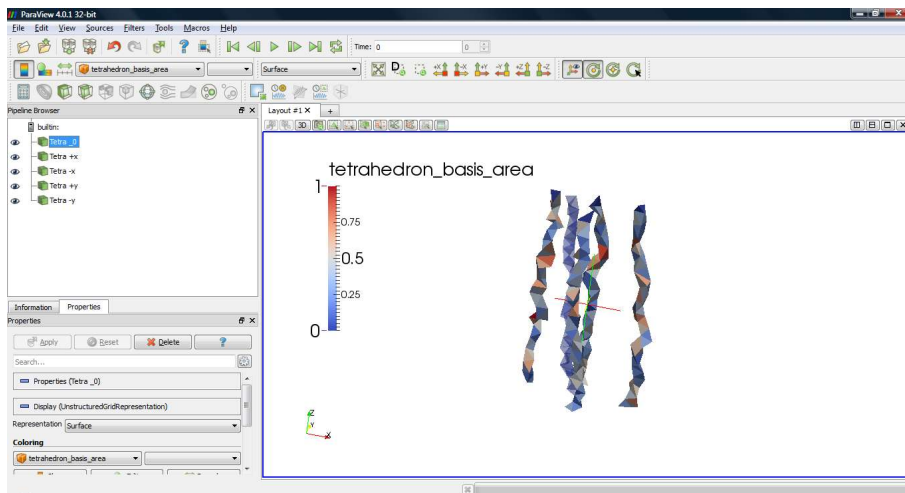 ParaView 4.0.1 32-bit
File Edit View Sources Filters Tools Macros Help
Time: 0 0
tetrahedron_basis_area Surface
3D
Pipeline Browser Layout #1
builtin:
Tetra _0
Tetra +x
Tetra -x
Tetra +y
Tetra -y
tetrahedron_basis_area
1
0.75
0.5
0.25
0
Z
Y
X
Information Properties
Properties
Apply Reset Delete ?
Search...
Properties (Tetra _0)
Display (UnstructuredGridRepresentation)
Representation Surface
Coloring
tetrahedron_basis_area